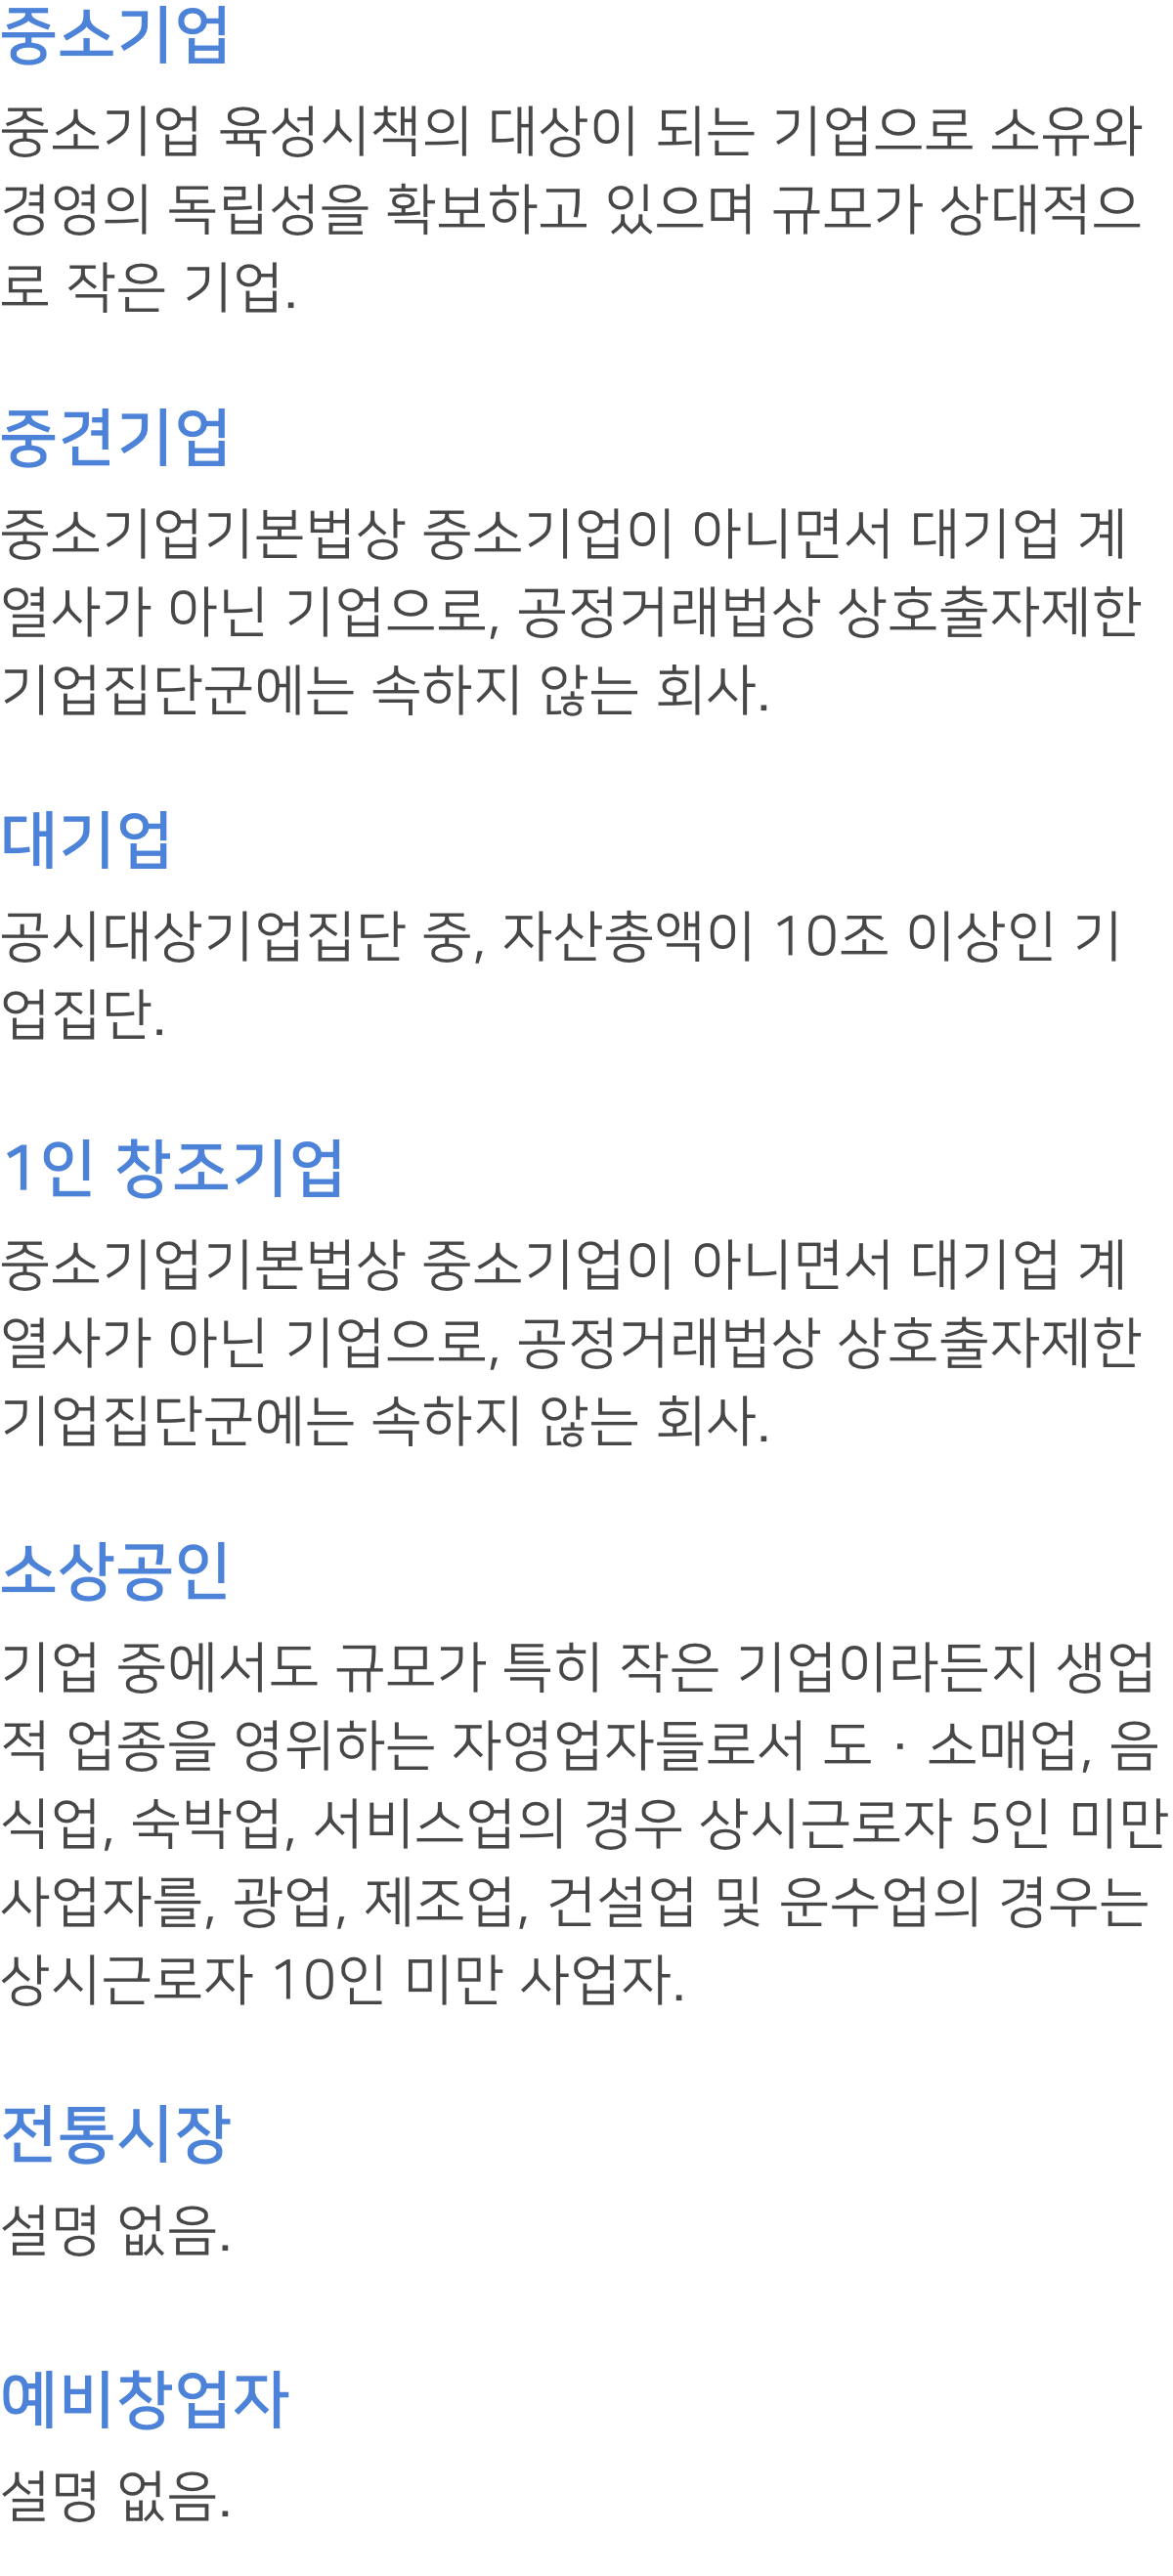 중소기업
중소기업 육성시책의 대상이 되는 기업으로 소유와
경영의 독립성을 확보하고 있으며 규모가 상대적으
로 작은 기업.
중견기업
중소기업기본법상 중소기업이 아니면서 대기업 계
열사가 아닌 기업으로, 공정거래법상 상호출자제한
기업집단군에는 속하지 않는 회사.
대기업
공시대상기업집단 중, 자산총액이 10조 이상인 기
업집단.
1인 창조기업
중소기업기본법상 중소기업이 아니면서 대기업 계
열사가 아닌 기업으로, 공정거래법상 상호출자제한
기업집단군에는 속하지 않는 회사.
소상공인
기업 중에서도 규모가 특히 작은 기업이라든지 생업
적 업종을 영위하는 자영업자들로서 도 · 소매업, 음
식업, 숙박업, 서비스업의 경우 상시근로자 5인 미만
사업자를, 광업, 제조업, 건설업 및 운수업의 경우는
상시근로자 10인 미만 사업자.
전통시장
설명 없음.
예비창업자
설명 없음.